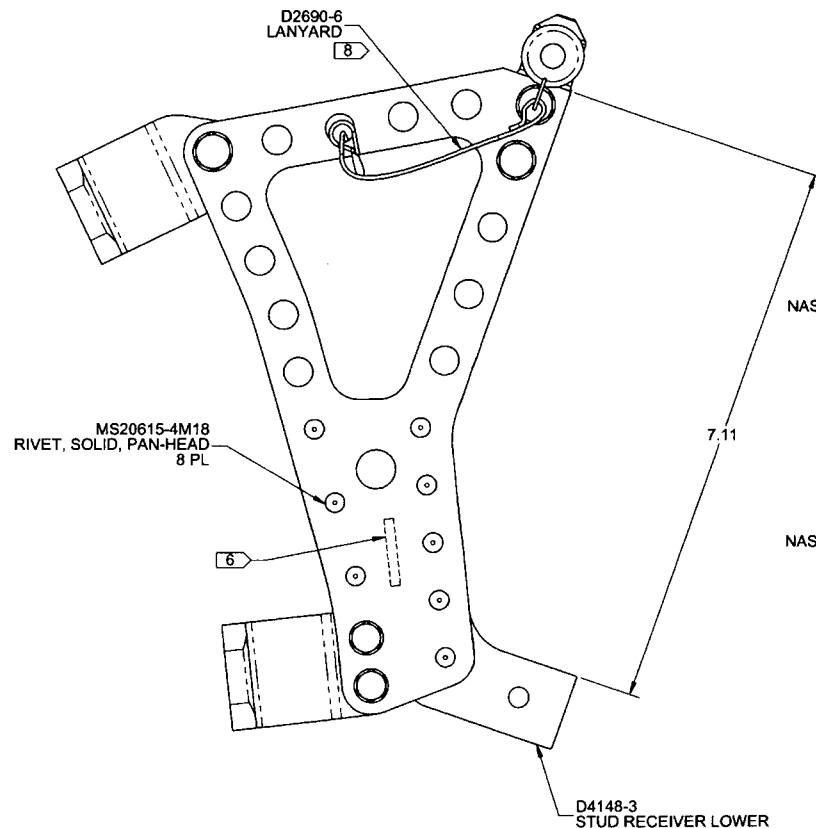 D2690-6
LANYARD
8
NAS
7.11
MS20615-4M18
RIVET, SOLID, PAN-HEAD
8 PL
NAS
6
D4148-3
STUD RECEIVER LOWER